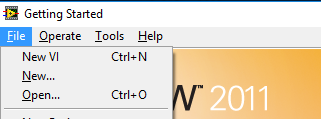 Getting Started
File Operate Tools Help
New VI Ctrl+N
New...
Open... Ctrl+O
W™ 2011